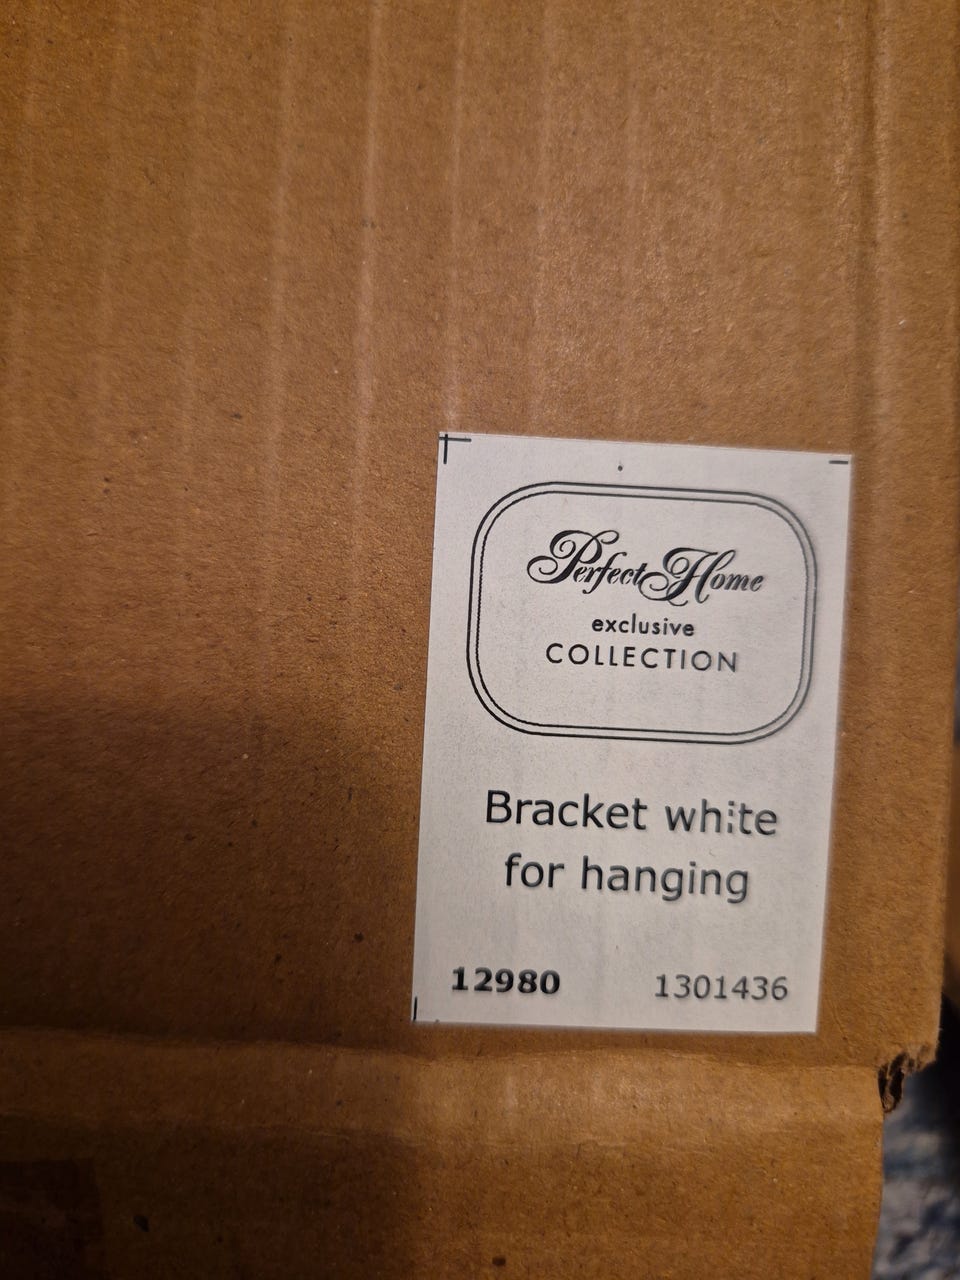 Perfect Home
exclusive
COLLECTION
Bracket white
for hanging
12980 1301436